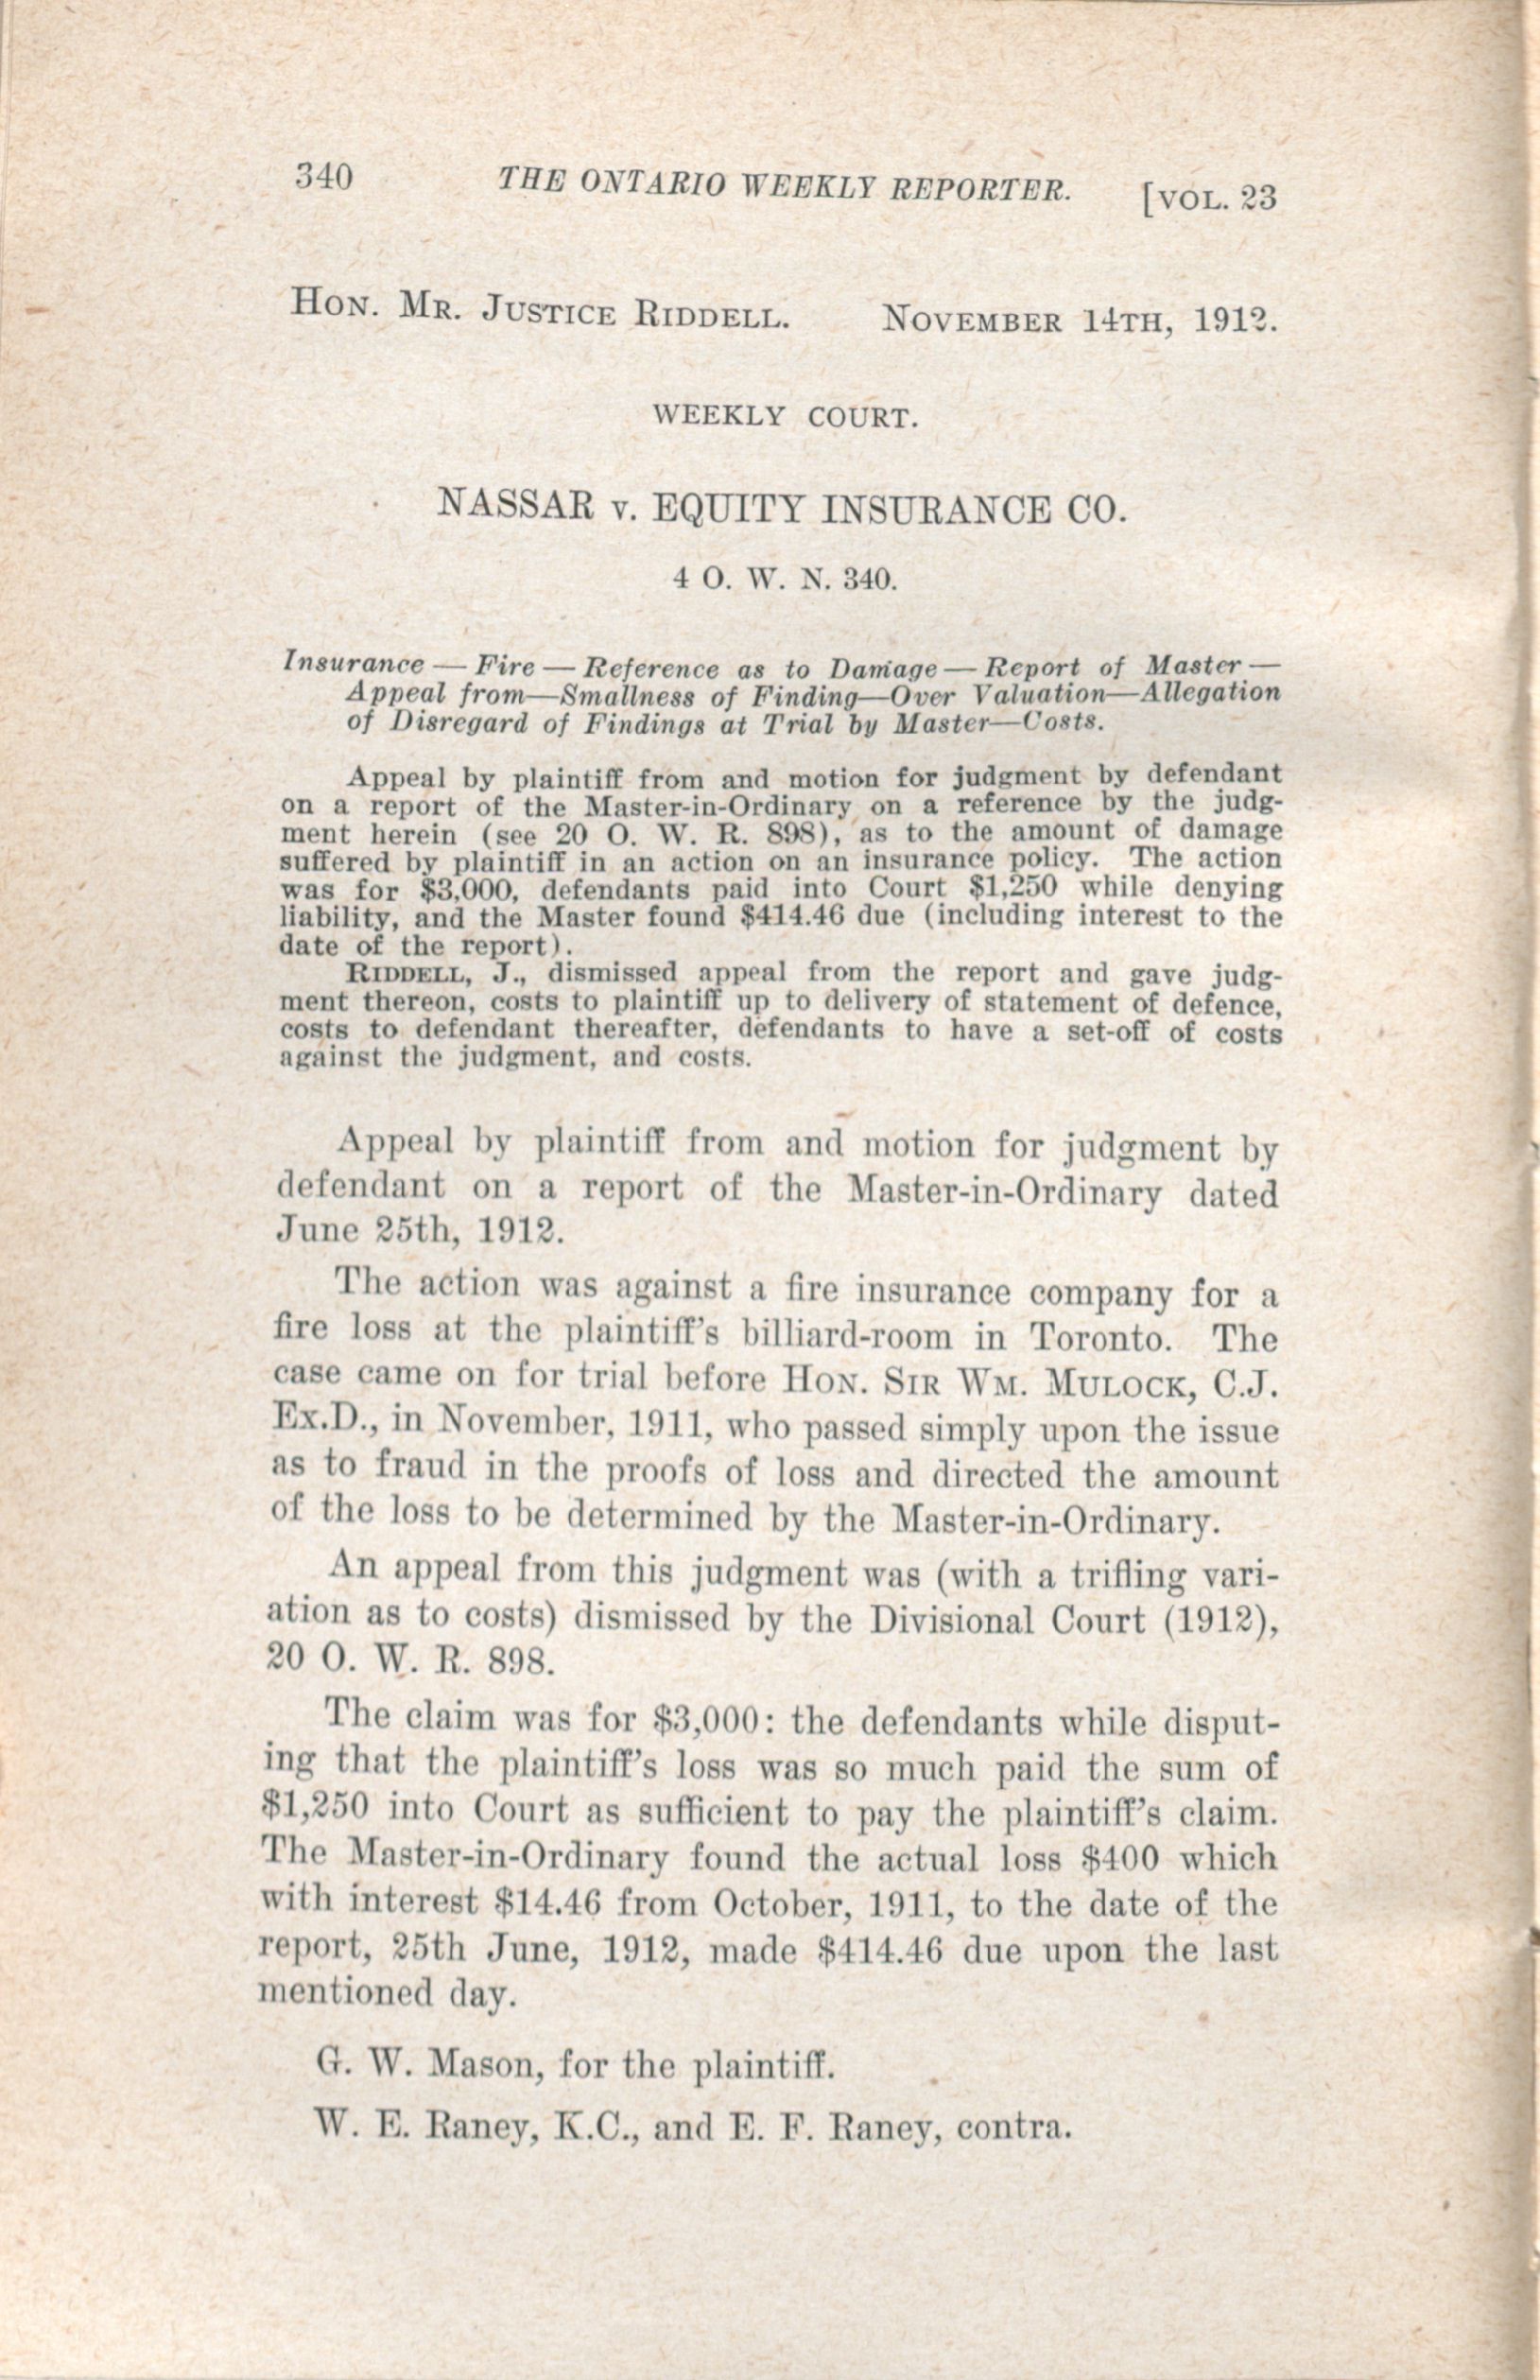 340 THE ONTARIO WEEKLY REPORTER. [VOL. 23
HON. MR. JUSTICE RIDDELL. NOVEMBER 14TH, 1912.
WEEKLY COURT.
NASSAR v. EQUITY INSURANCE CO.
4 O. W. N. 340.
Insurance — Fire — Reference as to Damage — Report of Master —
Appeal from—Smallness of Finding—Over Valuation—Allegation
of Disregard of Findings at Trial by Master—Costs.
Appeal by plaintiff from and motion for judgment by defendant
on a report of the Master-in-Ordinary on a reference by the judg-
ment herein (see 20 O. W. R. 898), as to the amount of damage
suffered by plaintiff in an action on an insurance policy. The action
was for $3,000, defendants paid into Court $1,250 while denying
liability, and the Master found $414.46 due (including interest to the
date of the report).
RIDDELL, J., dismissed appeal from the report and gave judg-
ment thereon, costs to plaintiff up to delivery of statement of defence,
costs to defendant thereafter, defendants to have a set-off of costs
against the judgment, and costs.
Appeal by plaintiff from and motion for judgment by
defendant on a report of the Master-in-Ordinary dated
June 25th, 1912.
The action was against a fire insurance company for a
fire loss at the plaintiff's billiard-room in Toronto. The
case came on for trial before HON. SIR WM. MULOCK, C.J.
Ex.D., in November, 1911, who passed simply upon the issue
as to fraud in the proofs of loss and directed the amount
of the loss to be determined by the Master-in-Ordinary.
An appeal from this judgment was (with a trifling vari-
ation as to costs) dismissed by the Divisional Court (1912),
20 O. W. R. 898.
The claim was for $3,000: the defendants while disput-
ing that the plaintiff's loss was so much paid the sum of
$1,250 into Court as sufficient to pay the plaintiff's claim.
The Master-in-Ordinary found the actual loss $400 which
with interest $14.46 from October, 1911, to the date of the
report, 25th June, 1912, made $414.46 due upon the last
mentioned day.
G. W. Mason, for the plaintiff.
W. E. Raney, K.C., and E. F. Raney, contra.